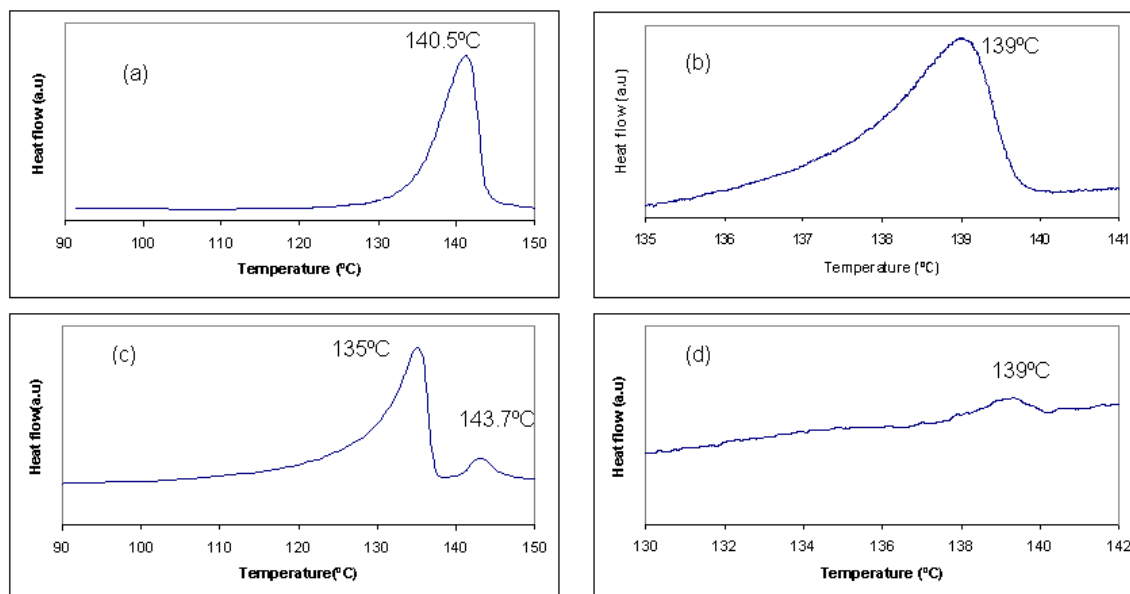 140.5ºC
(a)
Heat flow (a.u)
90 100 110 120 130 140 150
Temperature (ºC)
139ºC
(b)
Heat flow (a.u)
135 136 137 138 139 140 141
Temperature (ºC)
135ºC
(c)
143.7ºC
Heat flow(a.u)
90 100 110 120 130 140 150
Temperature(ºC)
(d)
139ºC
Heat flow (a.u)
130 132 134 136 138 140 142
Temperature (ºC)